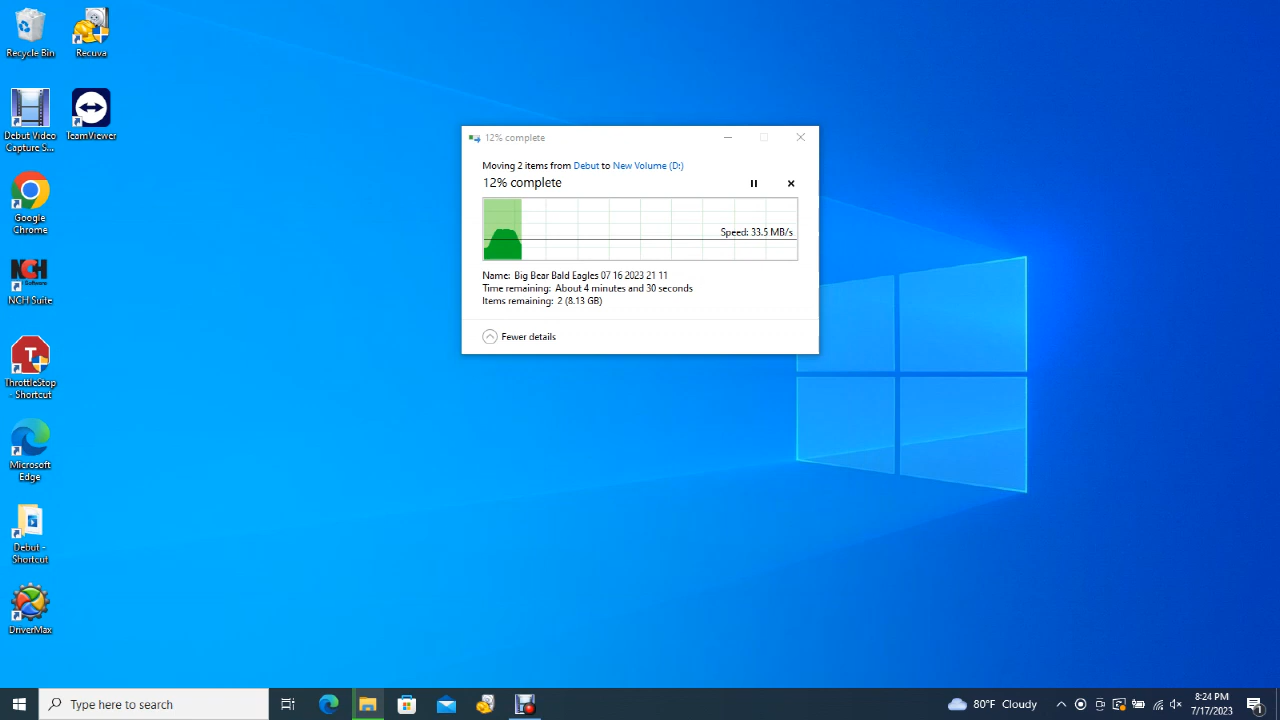 Recycle Bin
Recuva
Debut Video
Capture S...
TeamViewer
Google
Chrome
NCH
NCH Suite
T
ThrottleStop
- Shortcut
Microsoft
Edge
Debut -
Shortcut
DriverMax
12% complete
Moving 2 items from Debut to New Volume (D:)
12% complete
Speed: 33.5 MB/s
Name: Big Bear Bald Eagles 07 16 2023 21 11
Time remaining: About 4 minutes and 30 seconds
Items remaining: 2 (8.13 GB)
Fewer details
Type here to search
80°F Cloudy
8:24 PM
7/17/2023
1